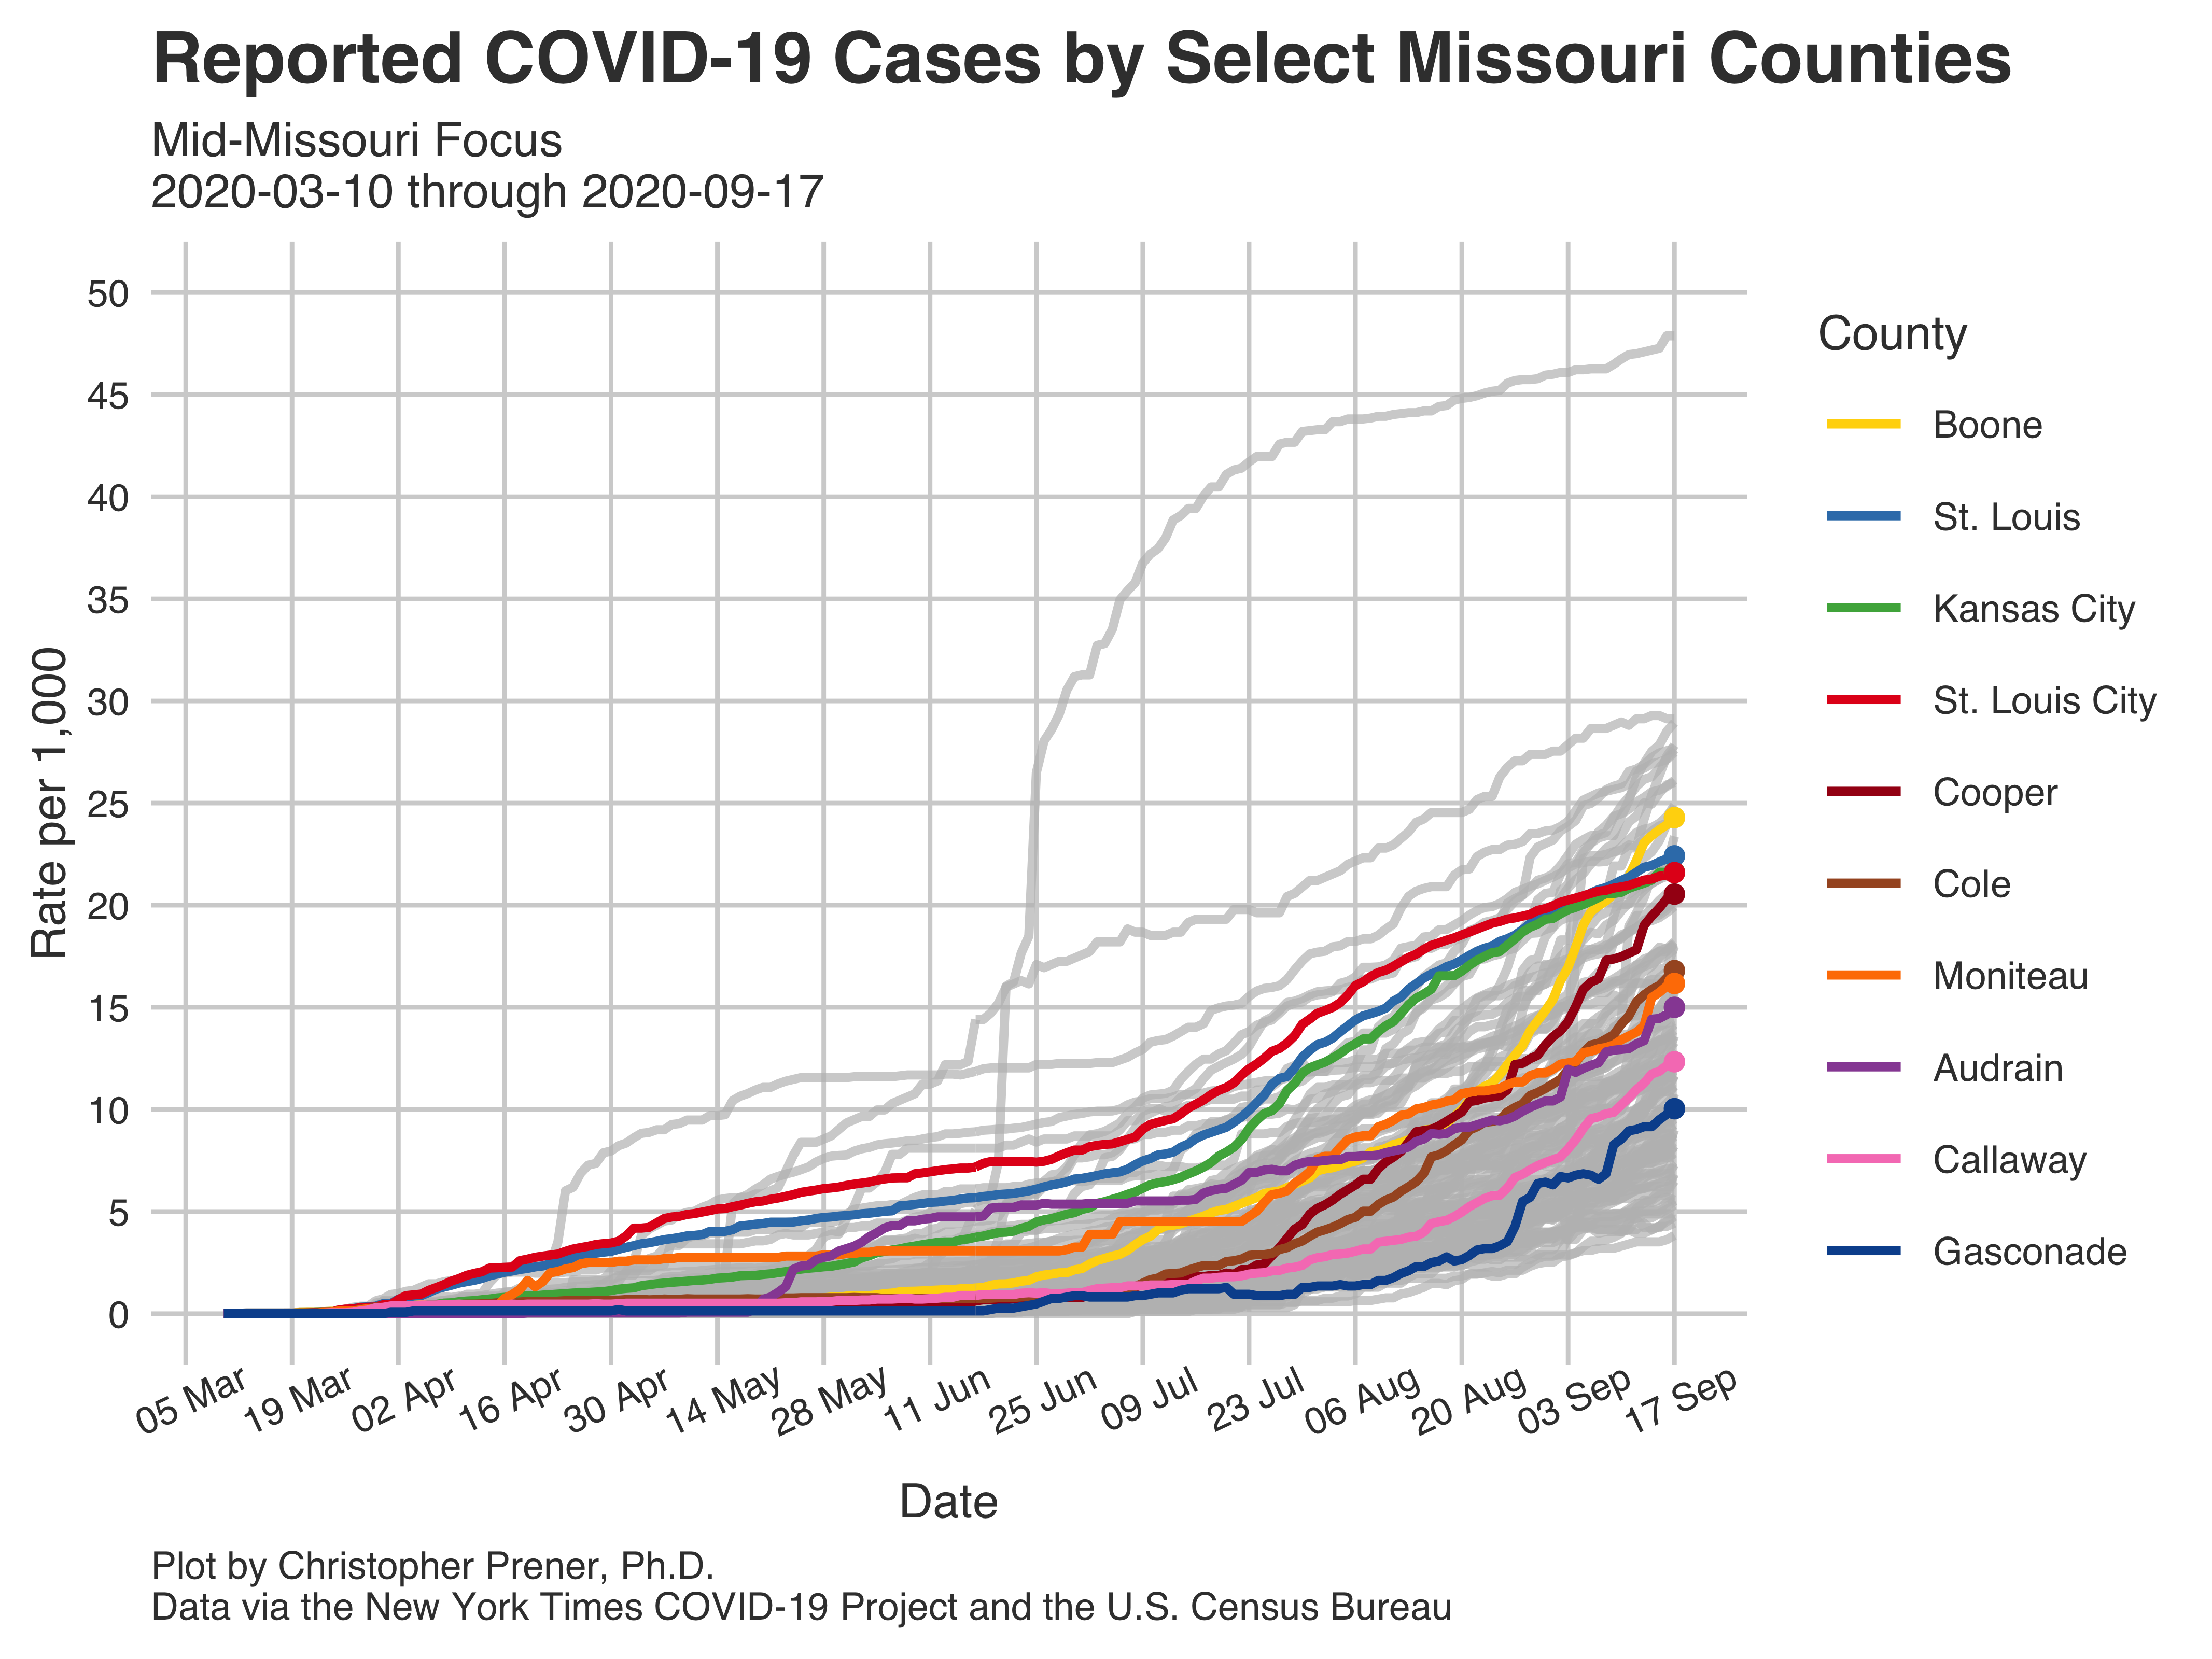 Reported COVID-19 Cases by Select Missouri Counties
Mid-Missouri Focus
2020-03-10 through 2020-09-17
Rate per 1,000
50
45
40
35
30
25
20
15
10
5
0
05 Mar
19 Mar
02 Apr
16 Apr
30 Apr
14 May
28 May
11 Jun
25 Jun
09 Jul
23 Jul
06 Aug
20 Aug
03 Sep
17 Sep
Date
County
Boone
St. Louis
Kansas City
St. Louis City
Cooper
Cole
Moniteau
Audrain
Callaway
Gasconade
Plot by Christopher Prener, Ph.D.
Data via the New York Times COVID-19 Project and the U.S. Census Bureau